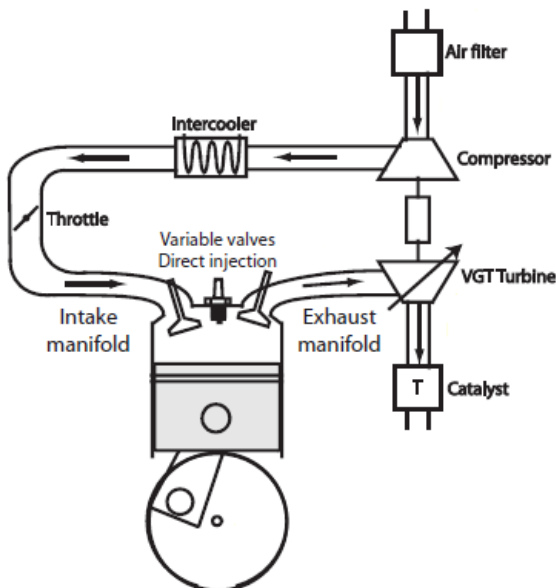 Air filter
Intercooler
Compressor
Throttle
Variable valves
Direct injection
VGT Turbine
Intake
manifold
Exhaust
manifold
T
Catalyst